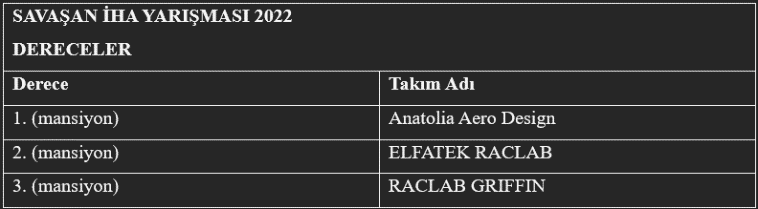 SAVAŞAN İHA YARIŞMASI 2022
DERECELER
Derece Takım Adı
1. (mansiyon) Anatolia Aero Design
2. (mansiyon) ELFATEK RACLAB
3. (mansiyon) RACLAB GRIFFIN